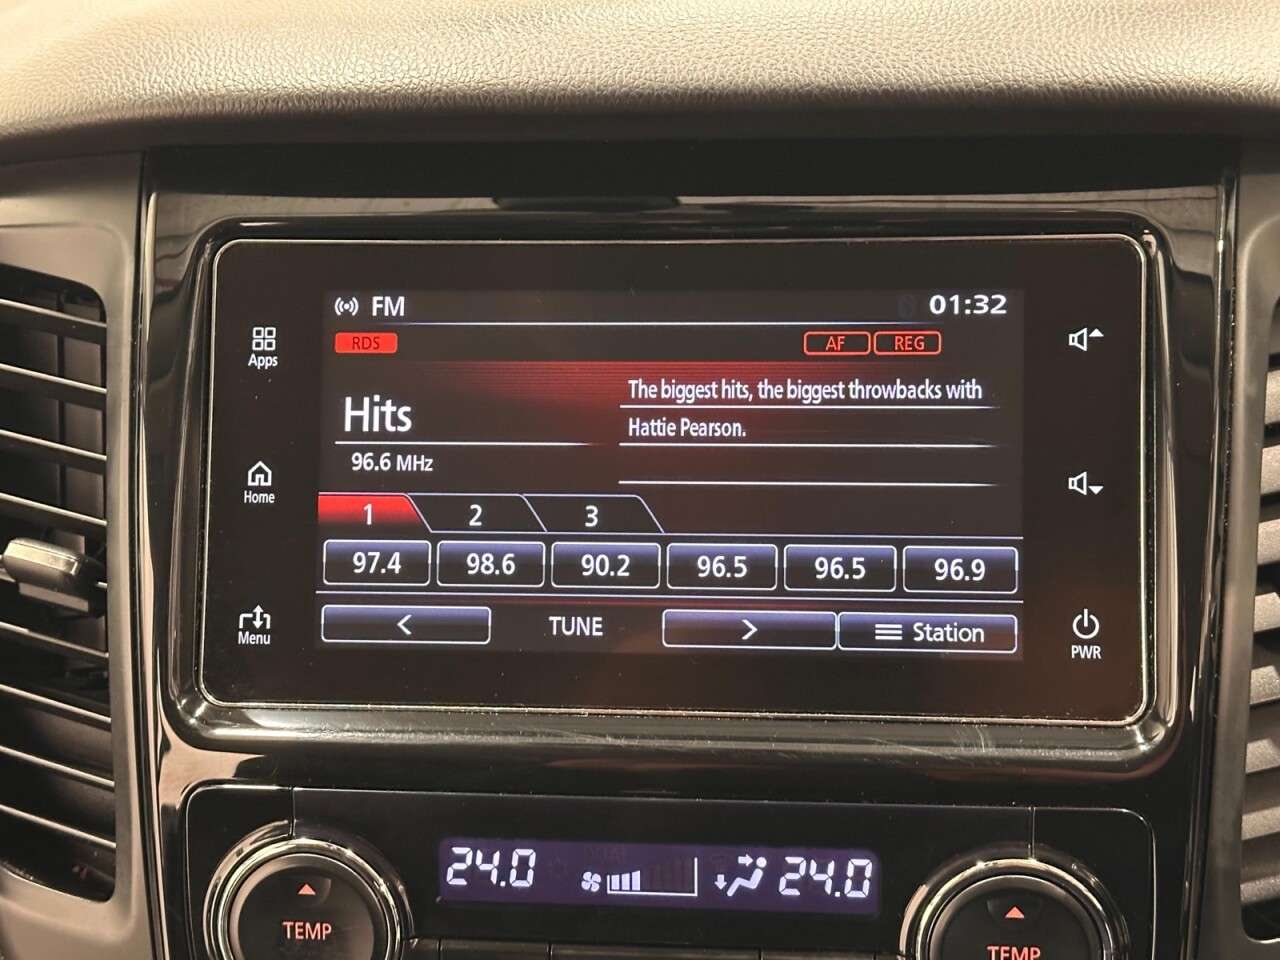 FM
01:32
RDS
AF
REG
Apps
Hits
The biggest hits, the biggest throwbacks with
Hattie Pearson.
96.6 MHz
Home
1
2
3
97.4
98.6
90.2
96.5
96.5
96.9
<
TUNE
>
Station
Menu
PWR
24.0
24.0
TEMP
TEMP